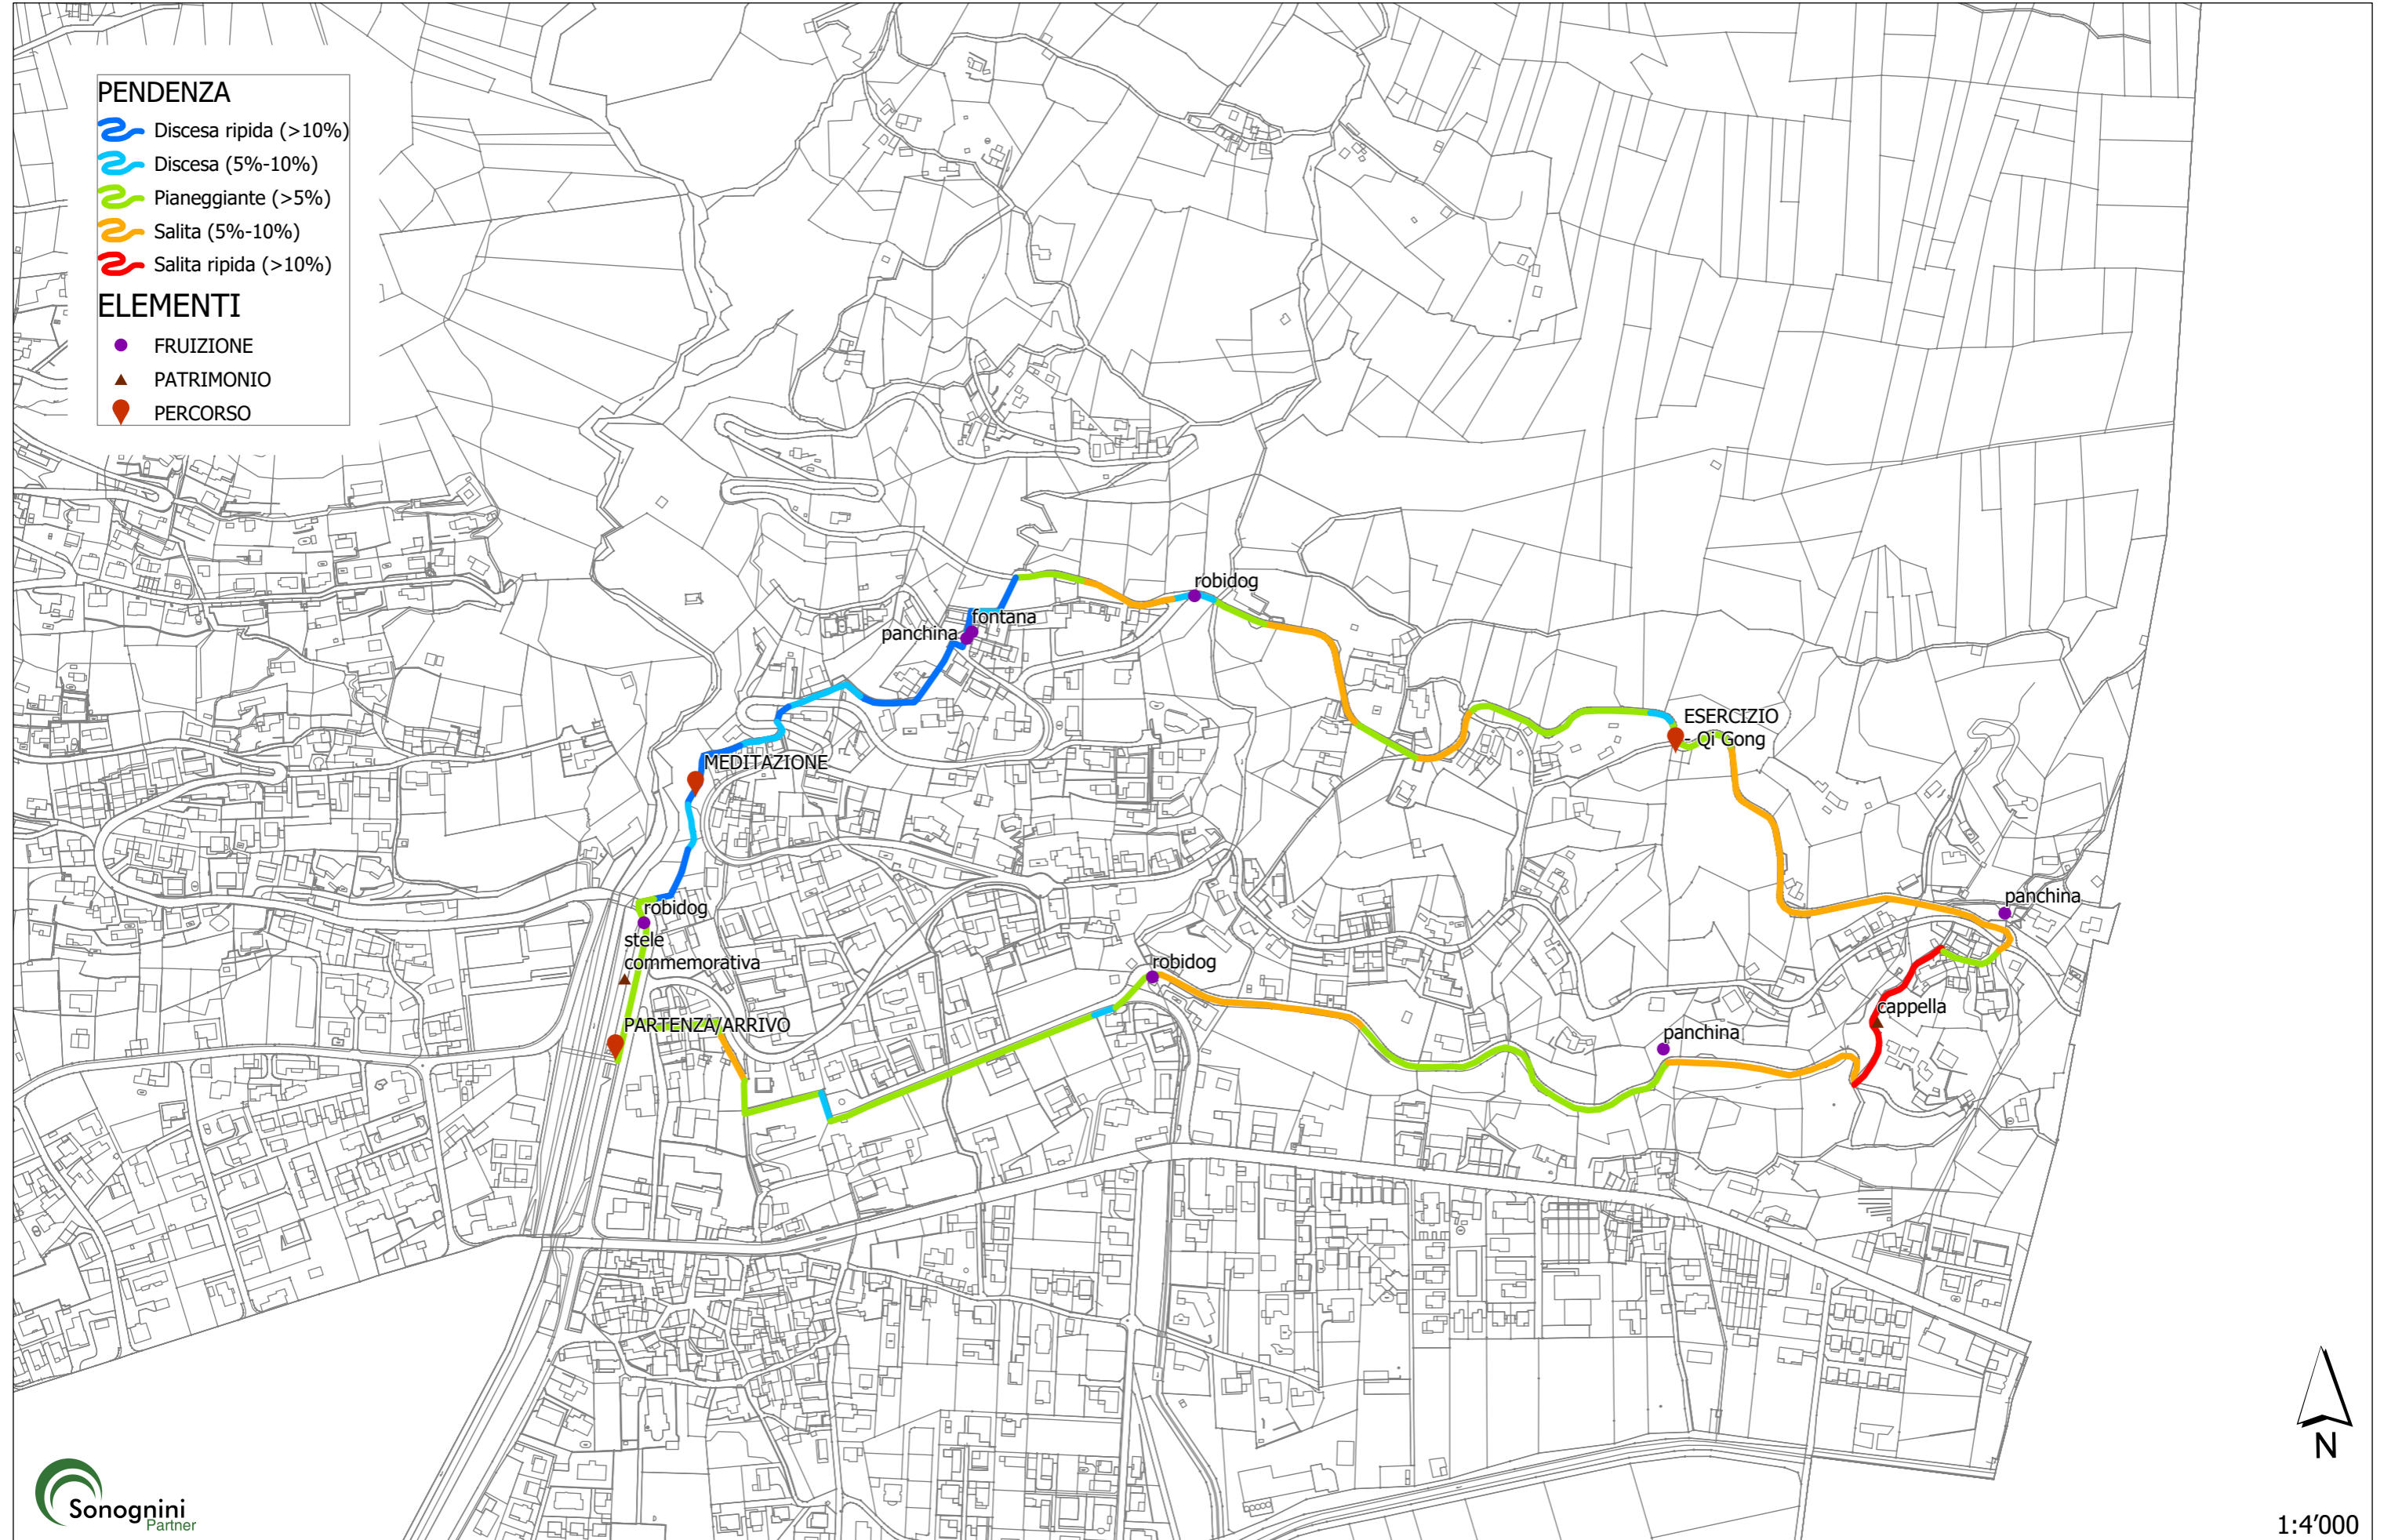 PENDENZA
Discesa ripida (>10%)
Discesa (5%-10%)
Pianeggiante (>5%)
Salita (5%-10%)
Salita ripida (>10%)
ELEMENTI
FRUIZIONE
PATRIMONIO
PERCORSO
robidog
fontana
panchina
ESERCIZIO
- Qi Gong
MEDITAZIONE
panchina
robidog
stele
commemorativa
robidog
cappella
PARTENZA/ARRIVO
panchina
N
Sonognini
Partner
1:4'000